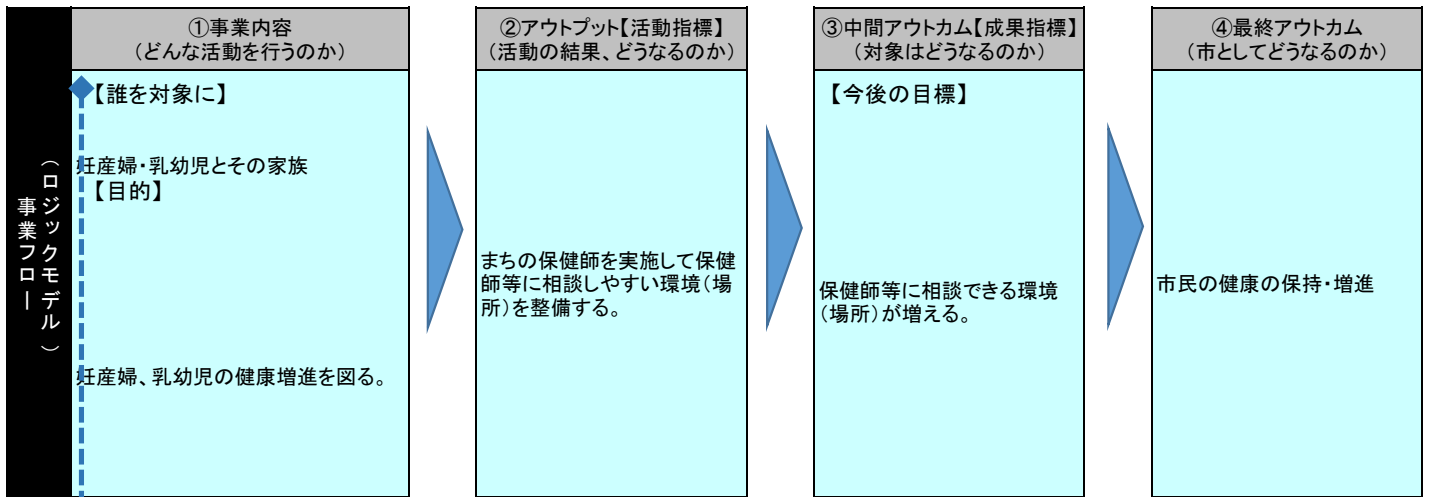 事業フロー
（ロジックモデル）
①事業内容
（どんな活動を行うのか）
【誰を対象に】
妊産婦・乳幼児とその家族
【目的】
妊産婦、乳幼児の健康増進を図る。
②アウトプット【活動指標】
（活動の結果、どうなるのか）
まちの保健師を実施して保健
師等に相談しやすい環境（場
所）を整備する。
③中間アウトカム【成果指標】
（対象はどうなるのか）
【今後の目標】
保健師等に相談できる環境
（場所）が増える。
④最終アウトカム
（市としてどうなるのか）
市民の健康の保持・増進